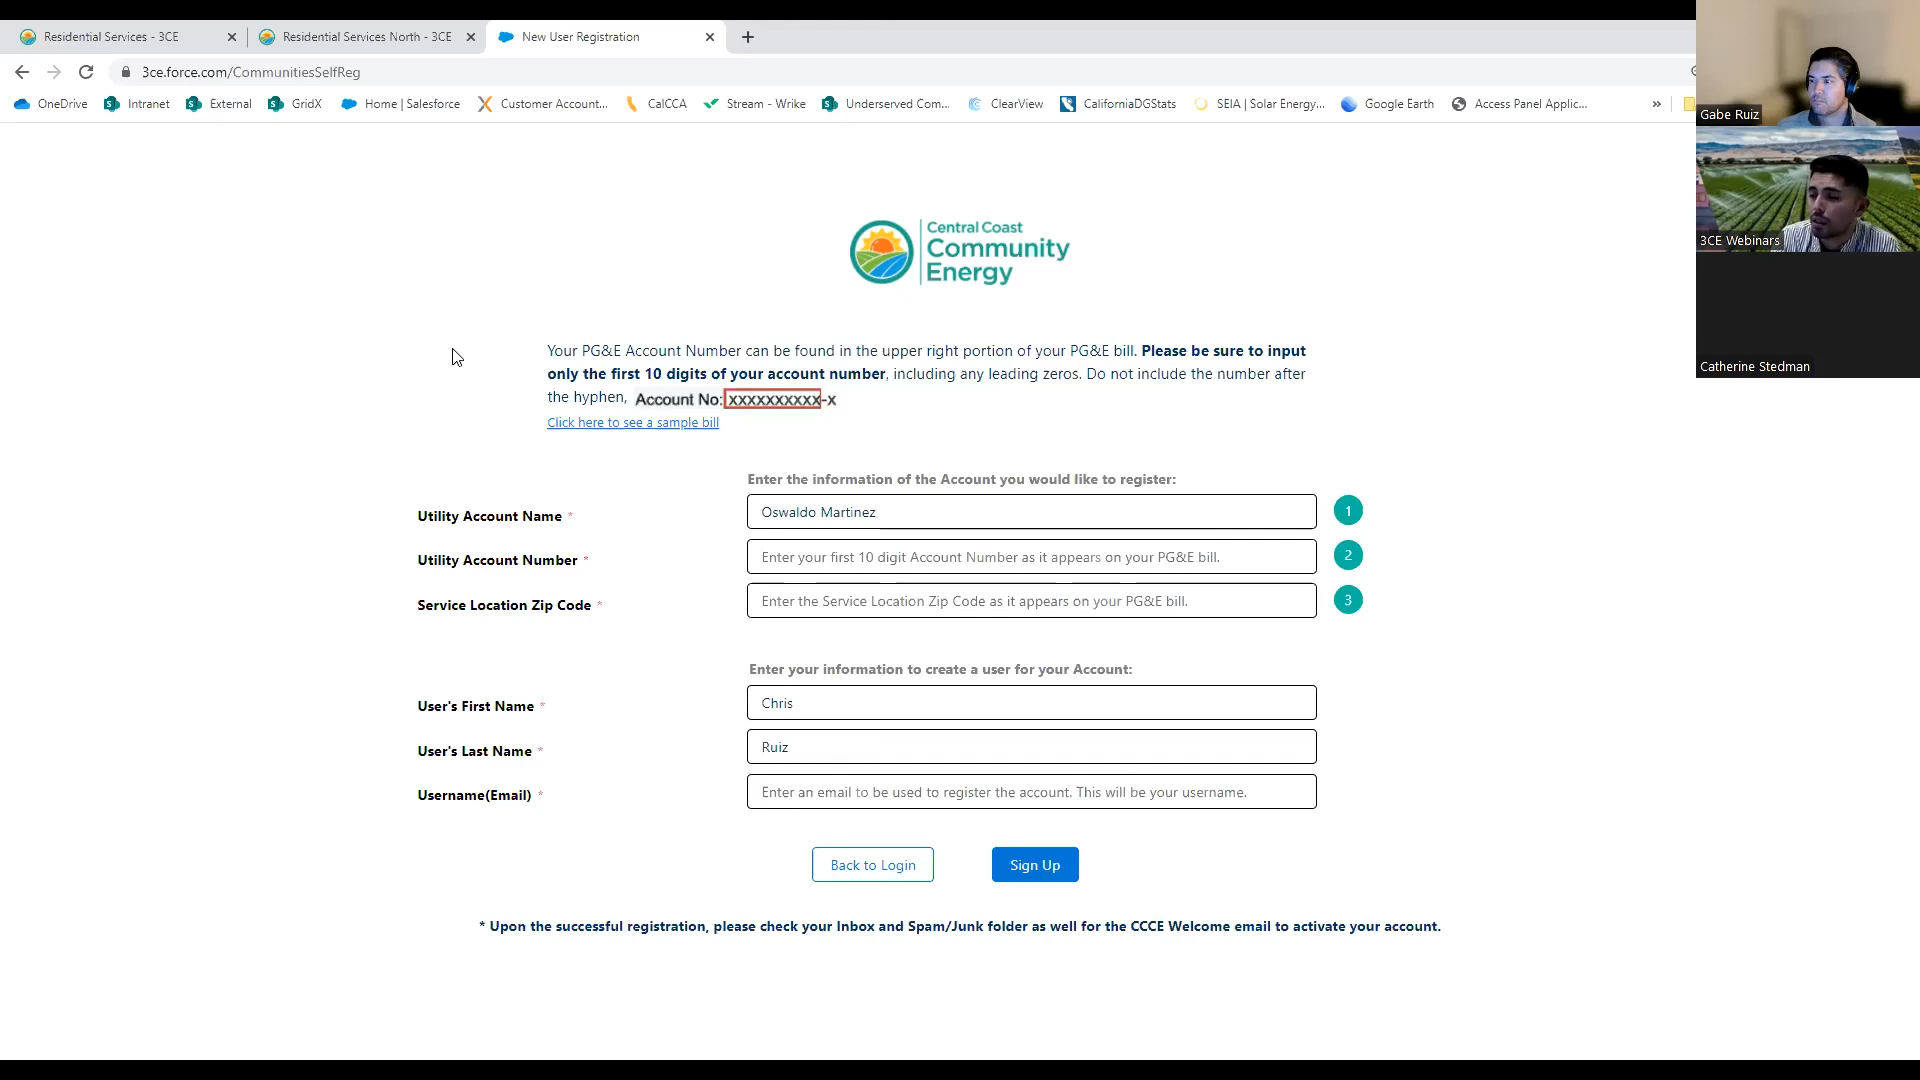 Residential Services - 3CE
Residential Services North - 3CE
New User Registration
3ce.force.com/CommunitiesSelfReg
OneDrive
Intranet
External
GridX
Home | Salesforce
Customer Account...
CalCCA
Stream - Wrike
Underserved Com...
ClearView
CaliforniaDGStats
SEIA | Solar Energy...
Google Earth
Access Panel Applic...
Gabe Ruiz
3CE Webinars
Catherine Stedman
Central Coast
Community
Energy
Your PG&E Account Number can be found in the upper right portion of your PG&E bill. Please be sure to input
only the first 10 digits of your account number, including any leading zeros. Do not include the number after
the hyphen, Account No: xxxxxxxxxx-x
Click here to see a sample bill
Enter the information of the Account you would like to register:
Utility Account Name * Oswaldo Martinez 1
Utility Account Number * Enter your first 10 digit Account Number as it appears on your PG&E bill. 2
Service Location Zip Code * Enter the Service Location Zip Code as it appears on your PG&E bill. 3
Enter your information to create a user for your Account:
User's First Name * Chris
User's Last Name * Ruiz
Username(Email) * Enter an email to be used to register the account. This will be your username.
Back to Login Sign Up
* Upon the successful registration, please check your Inbox and Spam/Junk folder as well for the CCCE Welcome email to activate your account.